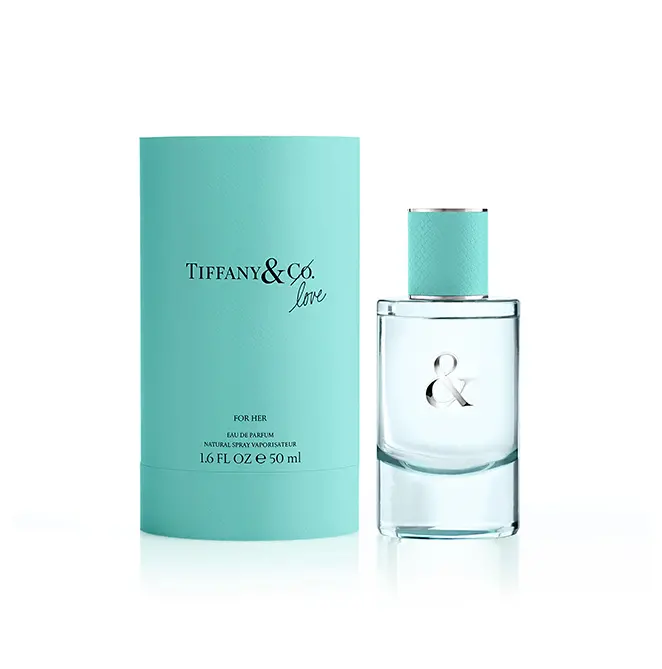 TIFFANY & CO.
love
FOR HER
EAU DE PARFUM
NATURAL SPRAY VAPORISATEUR
1.6 FL OZ ℮ 50 ml
&